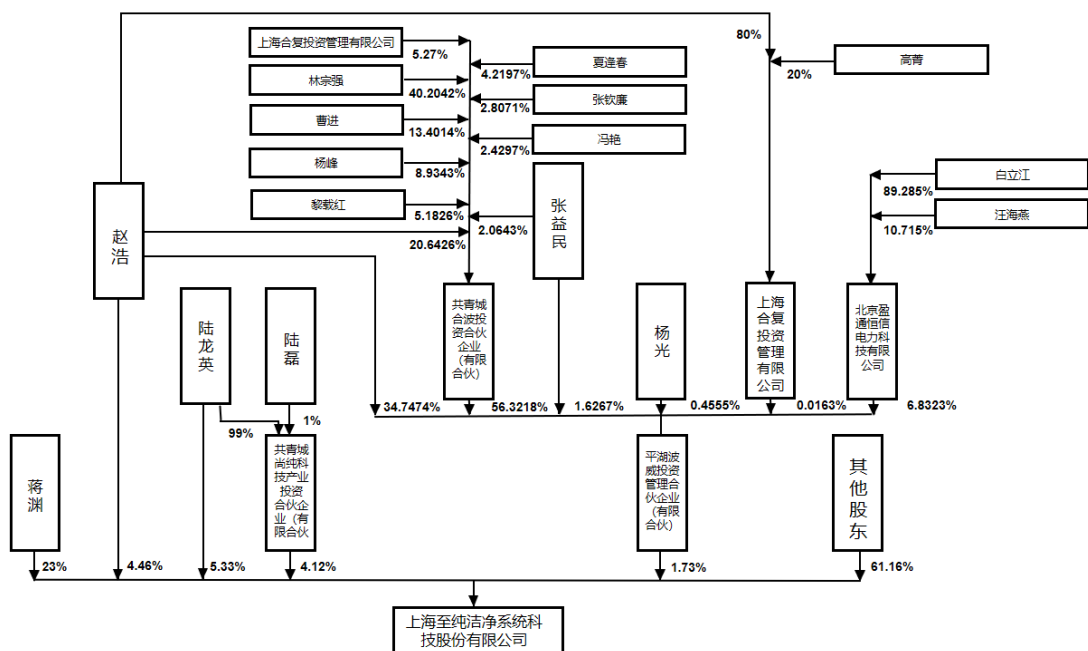 80%
上海合复投资管理有限公司
5.27%
夏逢春
4.2197%
高菁
20%
林宗强
40.2042%
张钦廉
2.8071%
曹进
13.4014%
冯艳
2.4297%
杨峰
8.9343%
白立江
89.285%
黎载红
5.1826%
张益民
2.0643%
汪海燕
10.715%
赵浩
20.6426%
共青城
合波投
资合伙
企业
（有限
合伙）
杨光
上海
合复
投资
管理
有限
公司
北京盈
通恒信
电力科
技有限
公司
陆龙英
陆磊
34.7474%
56.3218%
1.6267%
0.4555%
0.0163%
6.8323%
99%
1%
蒋渊
共青城
尚纯科
技产业
投资
合伙企
业（有
限合伙
平湖波
威投资
管理合
伙企业
（有限
合伙）
其他股东
23%
4.46%
5.33%
4.12%
1.73%
61.16%
上海至纯洁净系统科
技股份有限公司